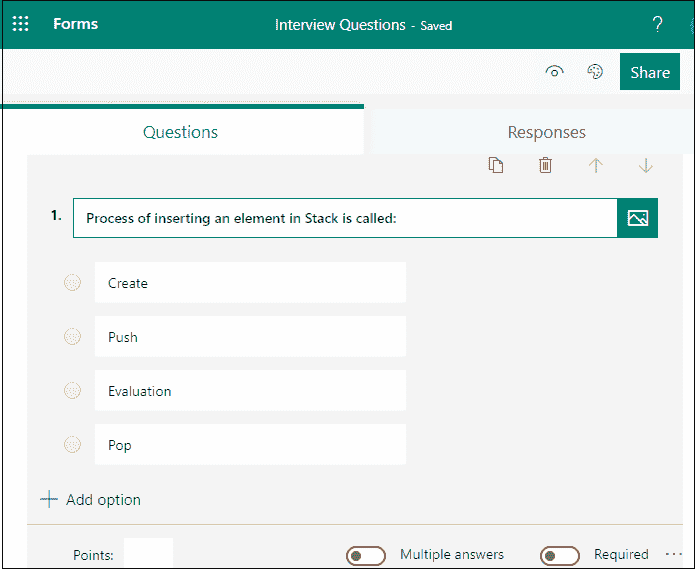 Forms
Interview Questions - Saved
?
Share
Questions
Responses
1.
Process of inserting an element in Stack is called:
Create
Push
Evaluation
Pop
Add option
Points:
Multiple answers
Required
...